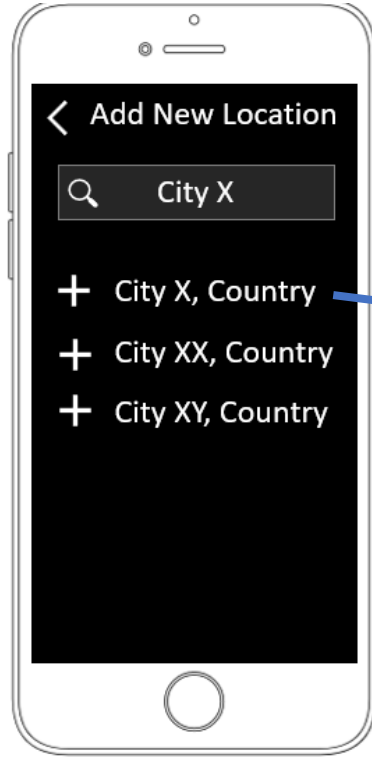 Add New Location
City X
City X, Country
City XX, Country
City XY, Country